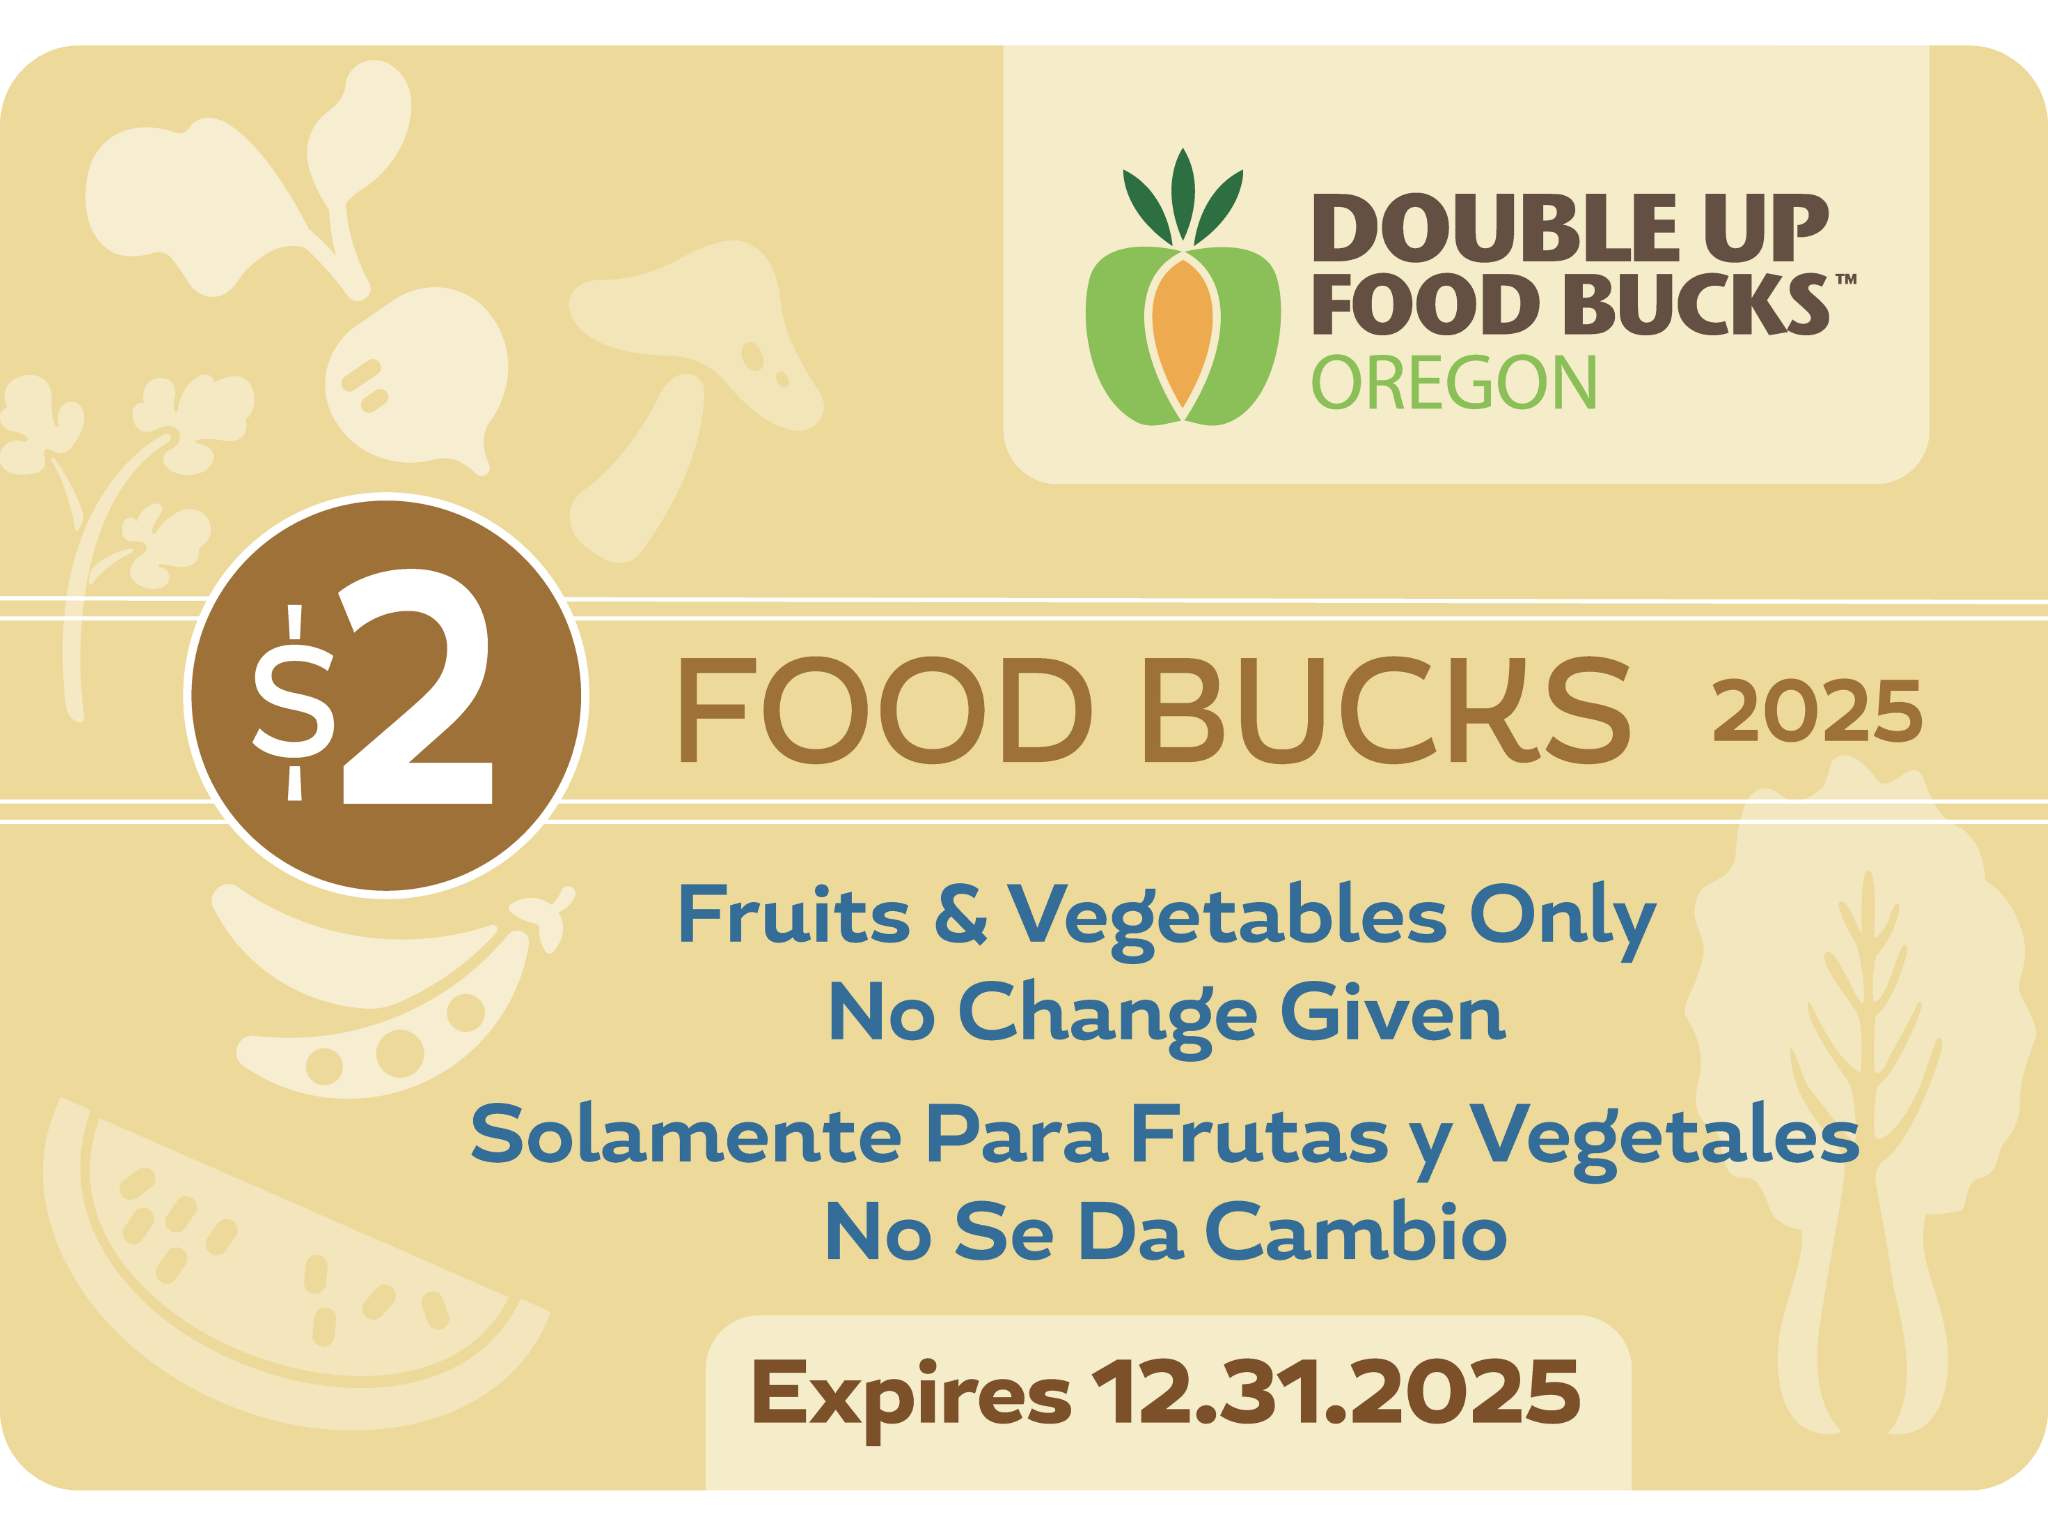 DOUBLE UP
FOOD BUCKS™
OREGON
$2
FOOD BUCKS 2025
Fruits & Vegetables Only
No Change Given
Solamente Para Frutas y Vegetales
No Se Da Cambio
Expires 12.31.2025